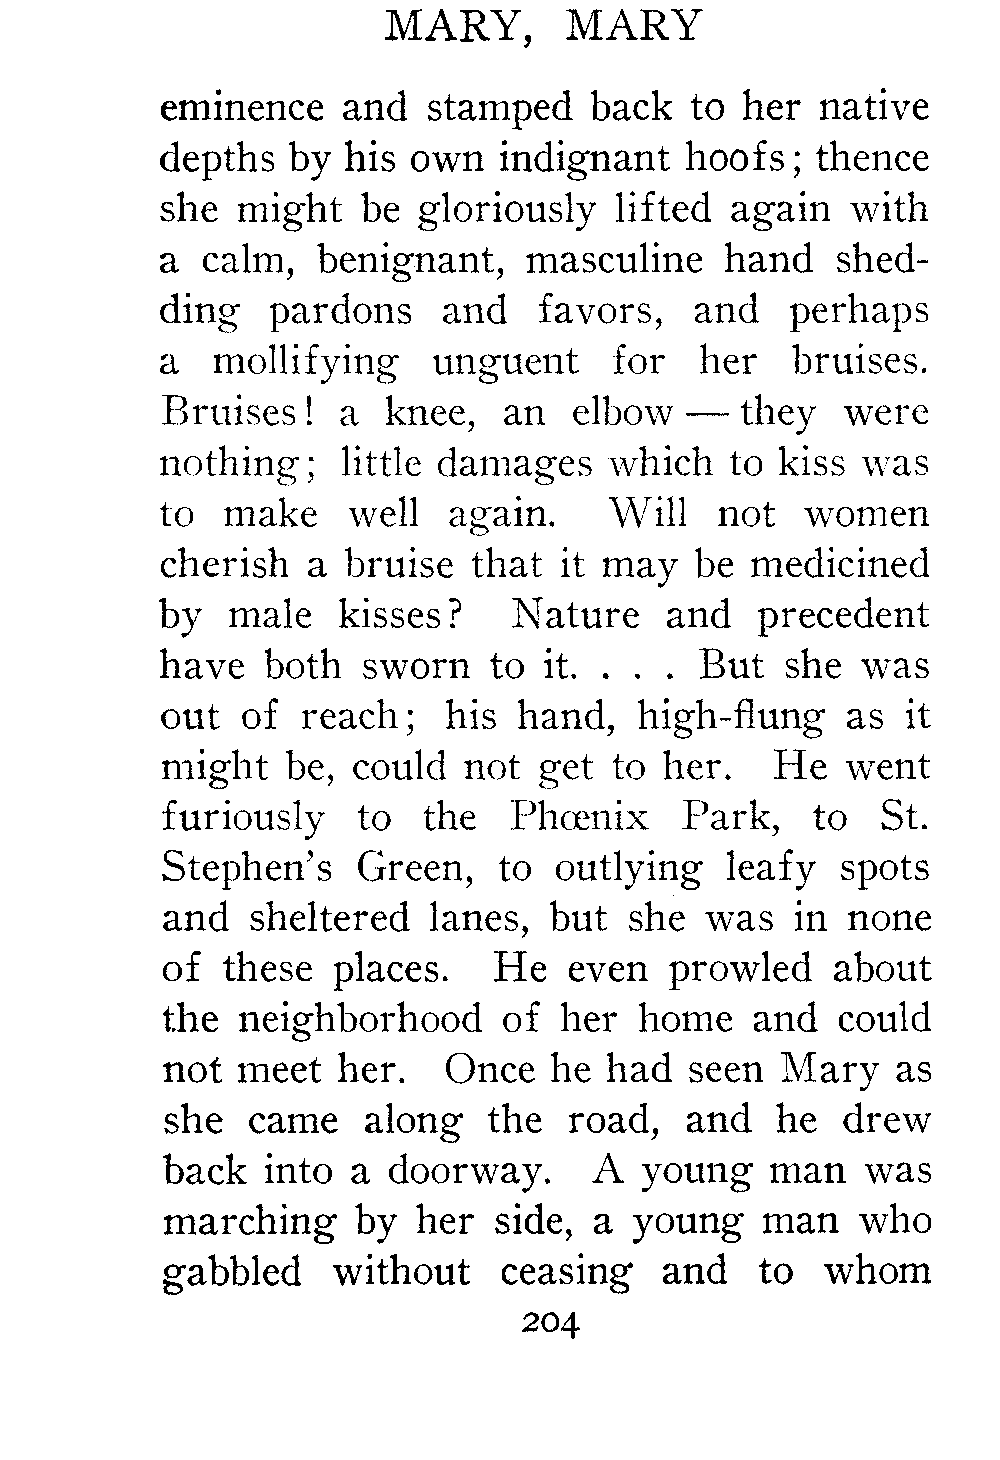 MARY, MARY
eminence and stamped back to her native
depths by his own indignant hoofs; thence
she might be gloriously lifted again with
a calm, benignant, masculine hand shed-
ding pardons and favors, and perhaps
a mollifying unguent for her bruises.
Bruises! a knee, an elbow — they were
nothing; little damages which to kiss was
to make well again. Will not women
cherish a bruise that it may be medicined
by male kisses? Nature and precedent
have both sworn to it. . . . But she was
out of reach; his hand, high-flung as it
might be, could not get to her. He went
furiously to the Phœnix Park, to St.
Stephen's Green, to outlying leafy spots
and sheltered lanes, but she was in none
of these places. He even prowled about
the neighborhood of her home and could
not meet her. Once he had seen Mary as
she came along the road, and he drew
back into a doorway. A young man was
marching by her side, a young man who
gabbled without ceasing and to whom
204